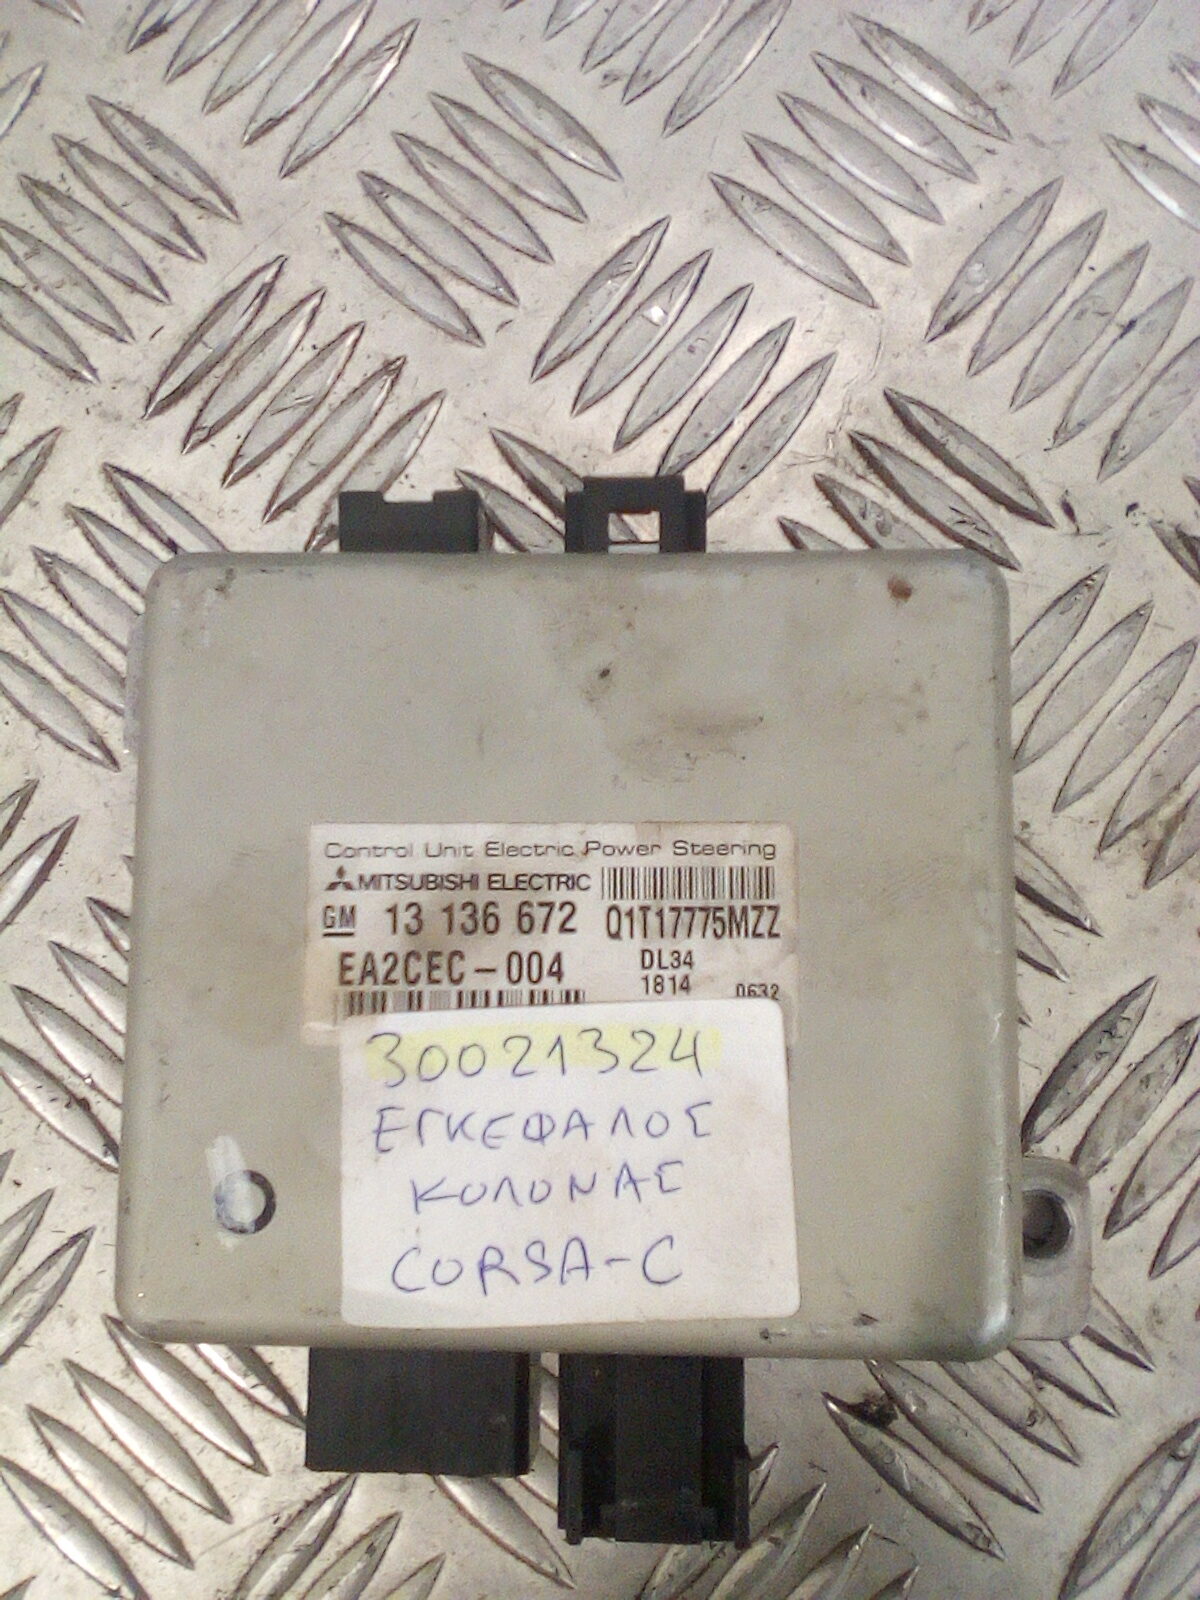 Control Unit Electric Power Steering
MITSUBISHI ELECTRIC
GM 13 136 672 Q1T17775MZZ
EA2CEC-004 DL34
1814 0632
30021324
ΕΓΚΕΦΑΛΟΣ
ΚΟΛΟΝΑΣ
CORSA-C